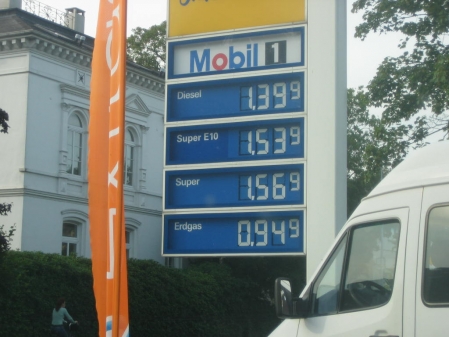 Mobil 1
Diesel 1,39⁹
Super E10 1,53⁹
Super 1,56⁹
Erdgas 0,94⁹